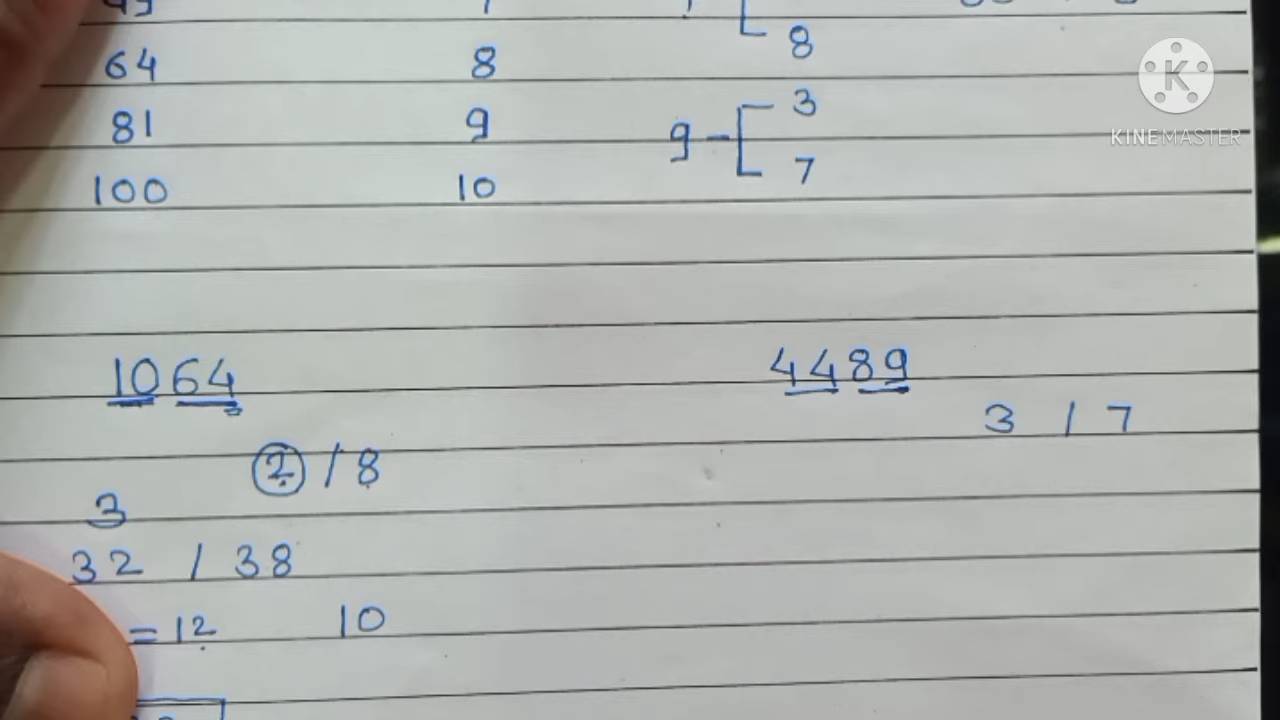 8
64 8
K
KINEMASTER
81 9 9 - 3
7
100 10
1064 4489
3 / 7
2 / 8
3
32 / 38
= 12 10